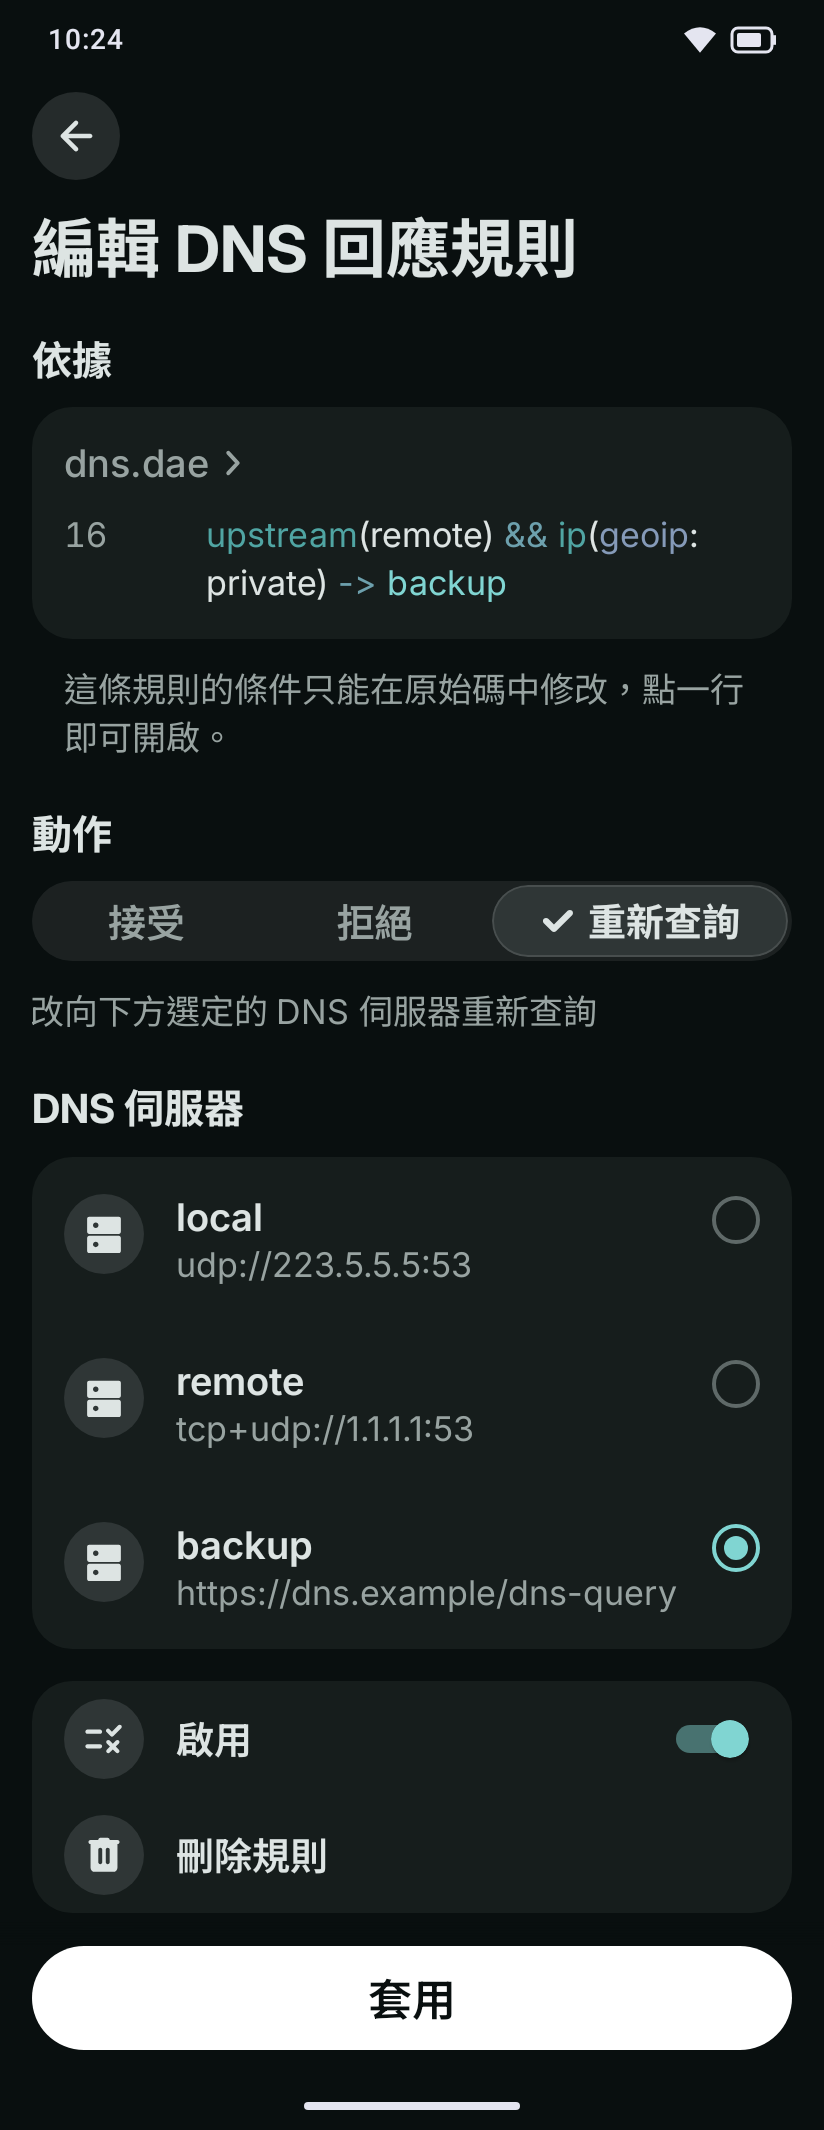 10:24
編輯 DNS 回應規則
依據
dns.dae
16 upstream(remote) && ip(geoip:
private) -> backup
這條規則的條件只能在原始碼中修改，點一行
即可開啟。
動作
接受 拒絕 重新查詢
改向下方選定的 DNS 伺服器重新查詢
DNS 伺服器
local
udp://223.5.5.5:53
remote
tcp+udp://1.1.1.1:53
backup
https://dns.example/dns-query
啟用
刪除規則
套用